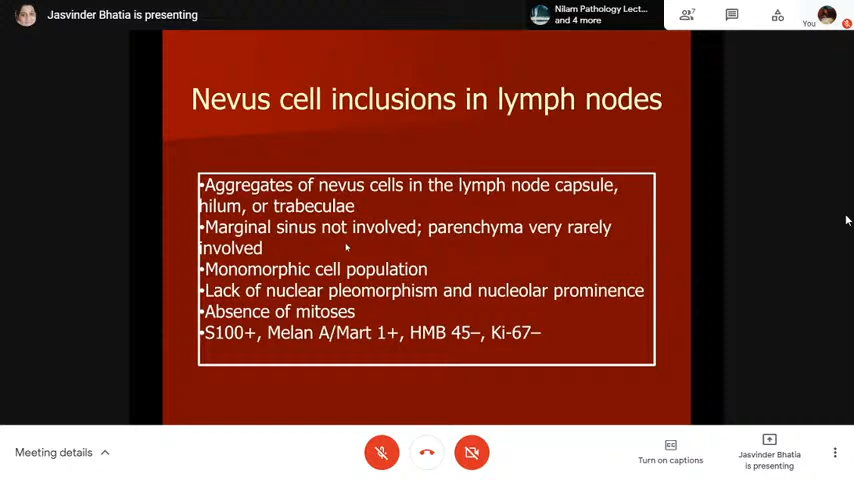 Jasvinder Bhatia is presenting
Nilam Pathology Lect...
and 4 more
7
You
Nevus cell inclusions in lymph nodes
•Aggregates of nevus cells in the lymph node capsule,
hilum, or trabeculae
•Marginal sinus not involved; parenchyma very rarely
involved
•Monomorphic cell population
•Lack of nuclear pleomorphism and nucleolar prominence
•Absence of mitoses
•S100+, Melan A/Mart 1+, HMB 45–, Ki-67–
Meeting details
Turn on captions
Jasvinder Bhatia
is presenting